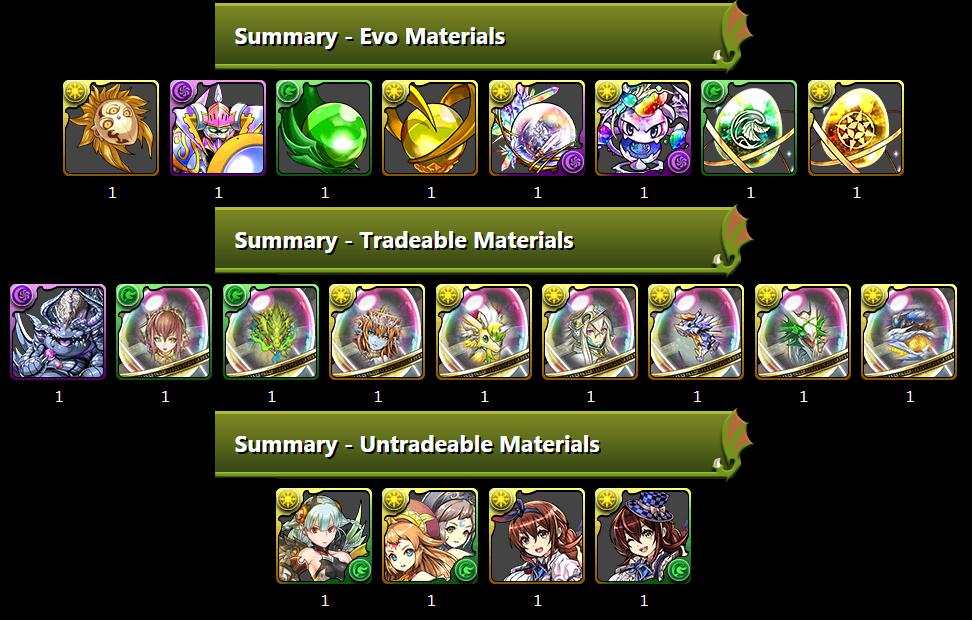 Summary - Evo Materials
1 1 1 1 1 1 1 1
Summary - Tradeable Materials
1 1 1 1 1 1 1 1 1
Summary - Untradeable Materials
1 1 1 1